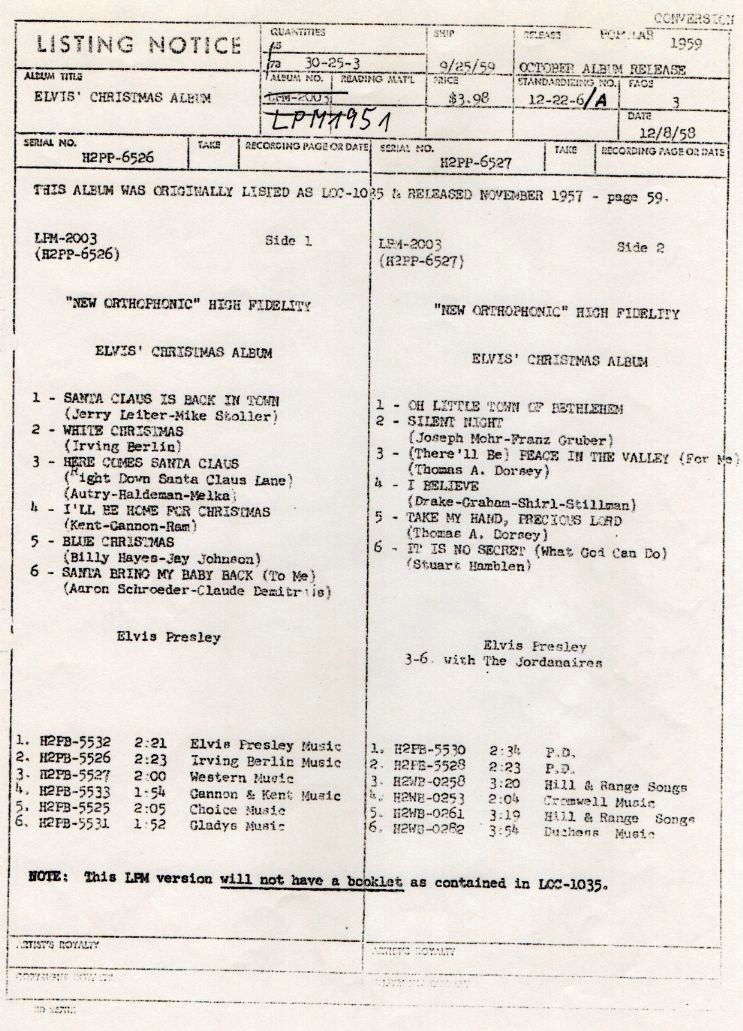 CONVERSION
LISTING NOTICE
QUANTITIES
45
78 30-25-3
SHIP
9/25/59
RELEASE POPULAR 1959
OCTOBER ALBUM RELEASE
ALBUM TITLE
ELVIS' CHRISTMAS ALBUM
ALBUM NO. READING MAT'L
LPM-2003
LPM1951
PRICE
$3.98
STANDARDIZING NO.
12-22-6/A
PAGE
3
DATE
12/8/58
SERIAL NO. TAKE RECORDING PAGE OR DATE
H2PP-6526
SERIAL NO. TAKE RECORDING PAGE OR DATE
H2PP-6527
THIS ALBUM WAS ORIGINALLY LISTED AS LOC-1035 & RELEASED NOVEMBER 1957 - page 59.
LPM-2003 Side 1
(H2PP-6526)
"NEW ORTHOPHONIC" HIGH FIDELITY
ELVIS' CHRISTMAS ALBUM
1 - SANTA CLAUS IS BACK IN TOWN
(Jerry Leiber-Mike Stoller)
2 - WHITE CHRISTMAS
(Irving Berlin)
3 - HERE COMES SANTA CLAUS
(Right Down Santa Claus Lane)
(Autry-Haldeman-Melka)
4 - I'LL BE HOME FOR CHRISTMAS
(Kent-Gannon-Ram)
5 - BLUE CHRISTMAS
(Billy Hayes-Jay Johnson)
6 - SANTA BRING MY BABY BACK (To Me)
(Aaron Schroeder-Claude Demitrius)
Elvis Presley
1. H2PB-5532 2:21 Elvis Presley Music
2. H2PB-5526 2:23 Irving Berlin Music
3. H2PB-5527 2:00 Western Music
4. H2PB-5533 1:54 Gannon & Kent Music
5. H2PB-5525 2:05 Choice Music
6. H2PB-5531 1:52 Gladys Music
LPM-2003 Side 2
(H2PP-6527)
"NEW ORTHOPHONIC" HIGH FIDELITY
ELVIS' CHRISTMAS ALBUM
1 - OH LITTLE TOWN OF BETHLEHEM
2 - SILENT NIGHT
(Joseph Mohr-Franz Gruber)
3 - (There'll Be) PEACE IN THE VALLEY (For Me)
(Thomas A. Dorsey)
4 - I BELIEVE
(Drake-Graham-Shirl-Stillman)
5 - TAKE MY HAND, PRECIOUS LORD
(Thomas A. Dorsey)
6 - IT IS NO SECRET (What God Can Do)
(Stuart Hamblen)
Elvis Presley
3-6. with The Jordanaires
1. H2PB-5530 2:34 P.D.
2. H2PB-5528 2:23 P.D.
3. H2WB-0258 3:20 Hill & Range Songs
4. H2WB-0253 2:04 Cromwell Music
5. H2WB-0261 3:19 Hill & Range Songs
6. H2WB-0282 3:54 Duchess Music
NOTE: This LPM version will not have a booklet as contained in LOC-1035.
ARTIST'S ROYALTY
ARTIST'S ROYALTY
COPYRIGHT ROYALTY
COPYRIGHT ROYALTY